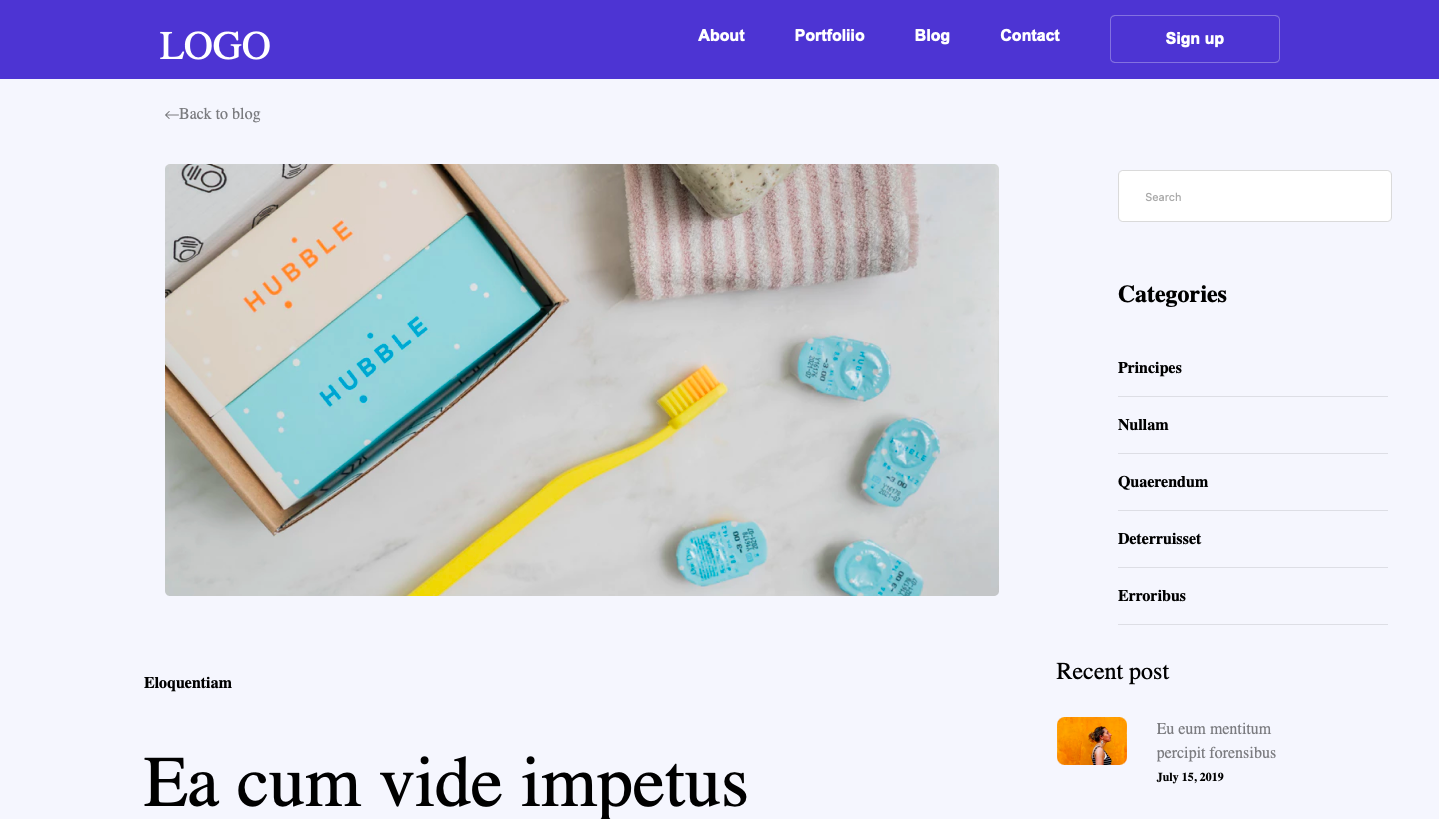 LOGO
About
Portfoliio
Blog
Contact
Sign up
←Back to blog
HUBBLE
HUBBLE
Search
Categories
Principes
Nullam
Quaerendum
Deterruisset
Erroribus
Eloquentiam
Ea cum vide impetus
Recent post
Eu eum mentitum
percipit forensibus
July 15, 2019